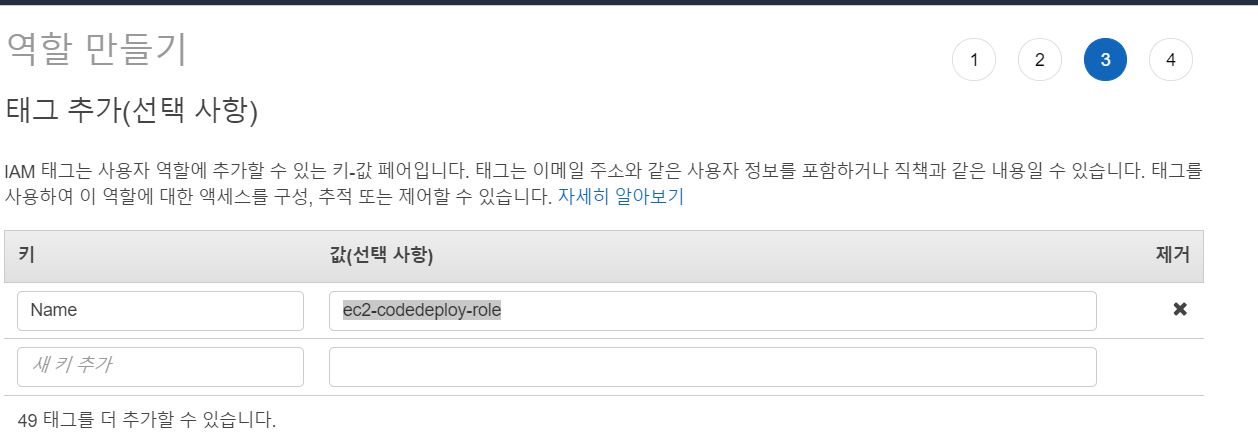 역할 만들기
1 2 3 4
태그 추가(선택 사항)
IAM 태그는 사용자 역할에 추가할 수 있는 키-값 페어입니다. 태그는 이메일 주소와 같은 사용자 정보를 포함하거나 직책과 같은 내용일 수 있습니다. 태그를
사용하여 이 역할에 대한 액세스를 구성, 추적 또는 제어할 수 있습니다. 자세히 알아보기
키 값(선택 사항) 제거
Name ec2-codedeploy-role
새 키 추가
49 태그를 더 추가할 수 있습니다.